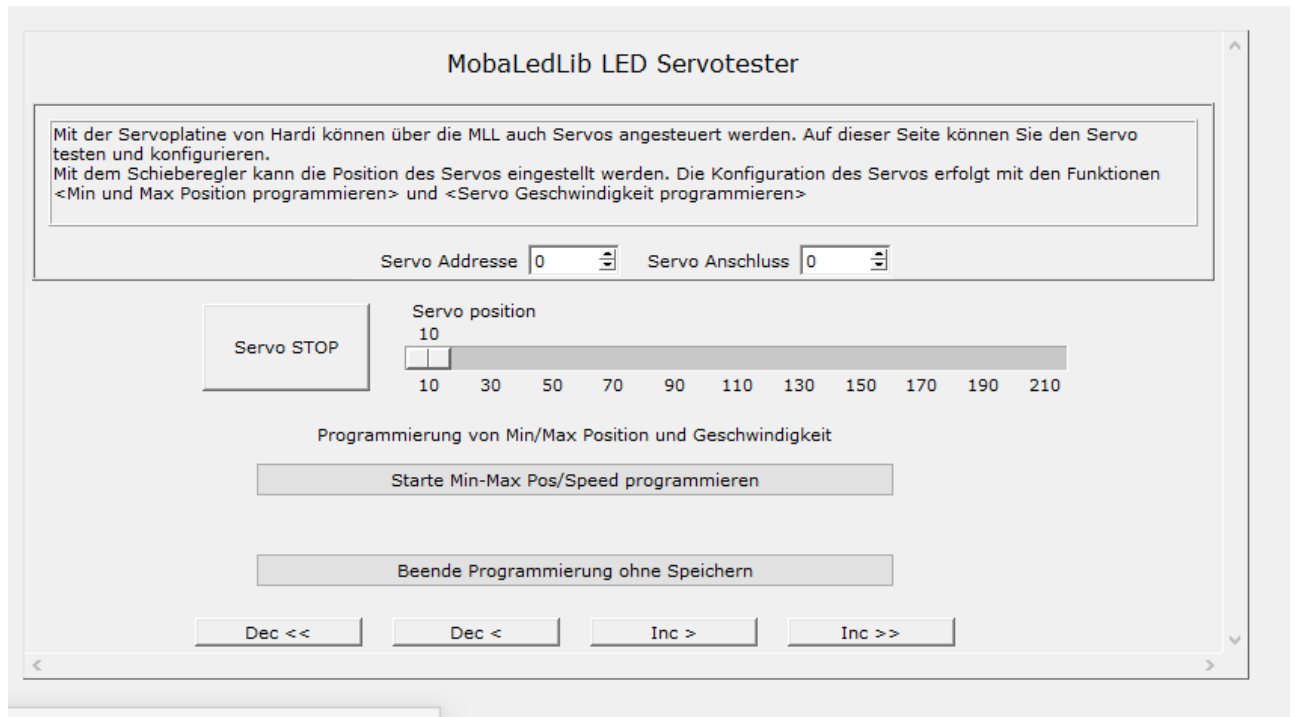 MobaLedLib LED Servotester
Mit der Servoplatine von Hardi können über die MLL auch Servos angesteuert werden. Auf dieser Seite können Sie den Servo
testen und konfigurieren.
Mit dem Schieberegler kann die Position des Servos eingestellt werden. Die Konfiguration des Servos erfolgt mit den Funktionen
<Min und Max Position programmieren> und <Servo Geschwindigkeit programmieren>
Servo Addresse 0 Servo Anschluss 0
Servo STOP
Servo position
10
10 30 50 70 90 110 130 150 170 190 210
Programmierung von Min/Max Position und Geschwindigkeit
Starte Min-Max Pos/Speed programmieren
Beende Programmierung ohne Speichern
Dec << Dec < Inc > Inc >>